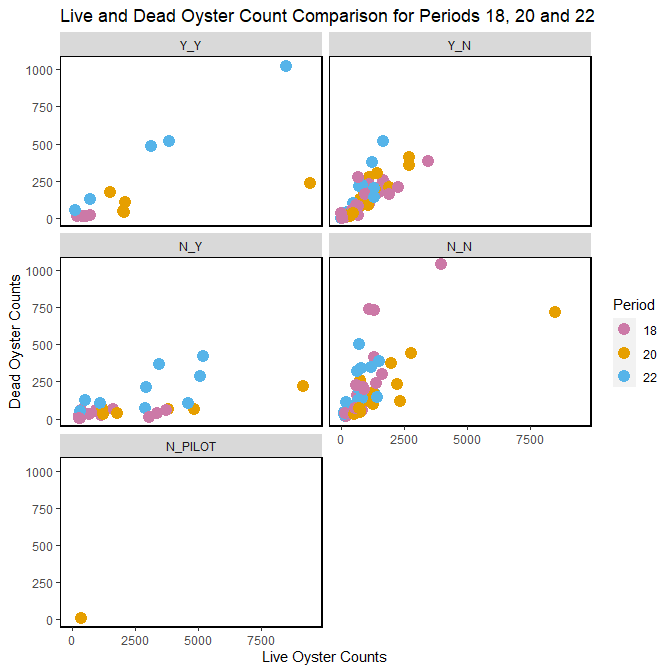 Live and Dead Oyster Count Comparison for Periods 18, 20 and 22
Y_Y
Y_N
1000
750
500
250
0
N_Y
N_N
1000
750
500
250
0
Dead Oyster Counts
Period
18
20
22
0 2500 5000 7500
N_PILOT
1000
750
500
250
0
0 2500 5000 7500
Live Oyster Counts